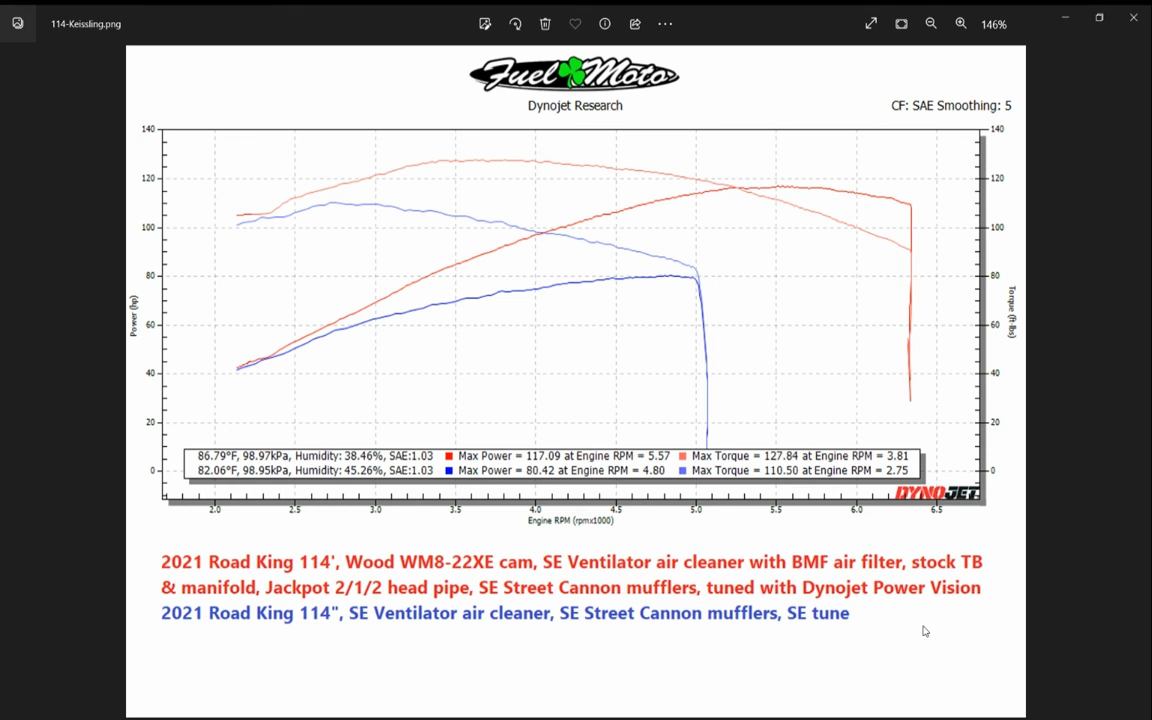 114-Keissling.png
146%
Fuel Moto
Dynojet Research
CF: SAE Smoothing: 5
140
120
100
80
60
40
20
0
Power (hp)
140
120
100
80
60
40
20
0
Torque (ft-lbs)
86.79°F, 98.97kPa, Humidity: 38.46%, SAE:1.03 Max Power = 117.09 at Engine RPM = 5.57 Max Torque = 127.84 at Engine RPM = 3.81
82.06°F, 98.95kPa, Humidity: 45.26%, SAE:1.03 Max Power = 80.42 at Engine RPM = 4.80 Max Torque = 110.50 at Engine RPM = 2.75
DYNOJET
2.0 2.5 3.0 3.5 4.0 4.5 5.0 5.5 6.0 6.5
Engine RPM (rpmx1000)
2021 Road King 114', Wood WM8-22XE cam, SE Ventilator air cleaner with BMF air filter, stock TB
& manifold, Jackpot 2/1/2 head pipe, SE Street Cannon mufflers, tuned with Dynojet Power Vision
2021 Road King 114", SE Ventilator air cleaner, SE Street Cannon mufflers, SE tune